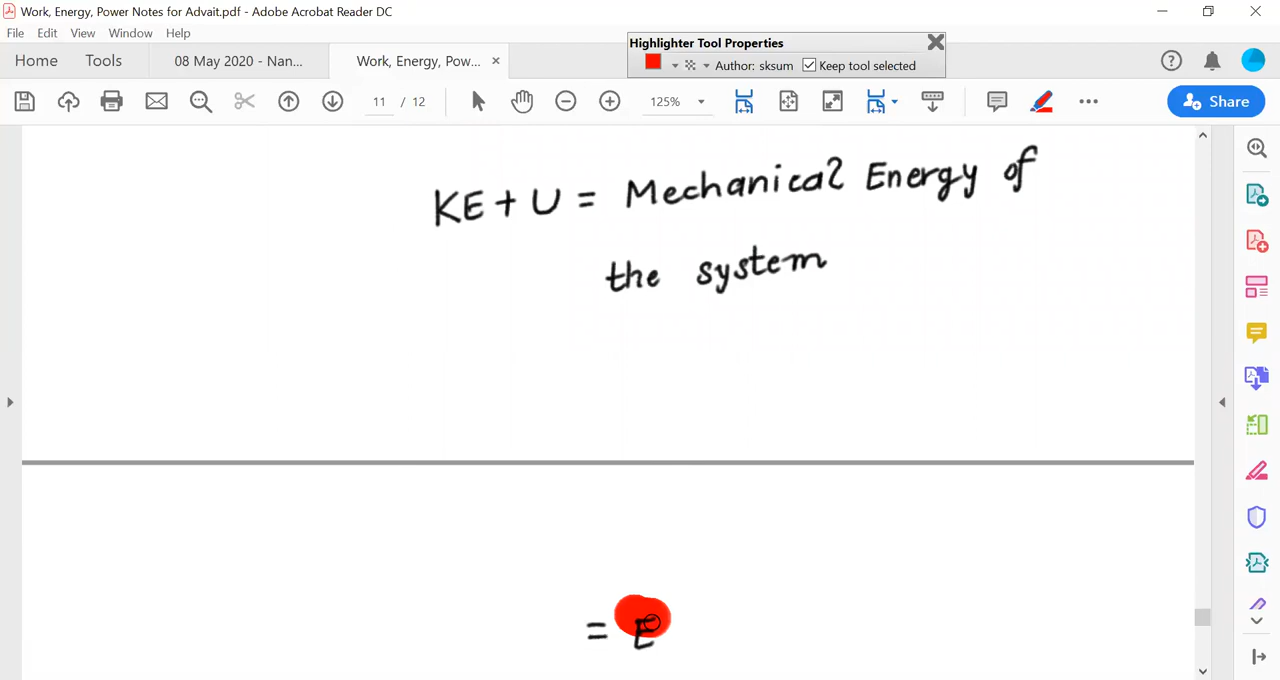 Work, Energy, Power Notes for Advait.pdf - Adobe Acrobat Reader DC
File Edit View Window Help
Highlighter Tool Properties
Home Tools 08 May 2020 - Nan... Work, Energy, Pow... ×
Author: sksum Keep tool selected
11 / 12 125% Share
KE + U = Mechanical Energy of
the system
= E